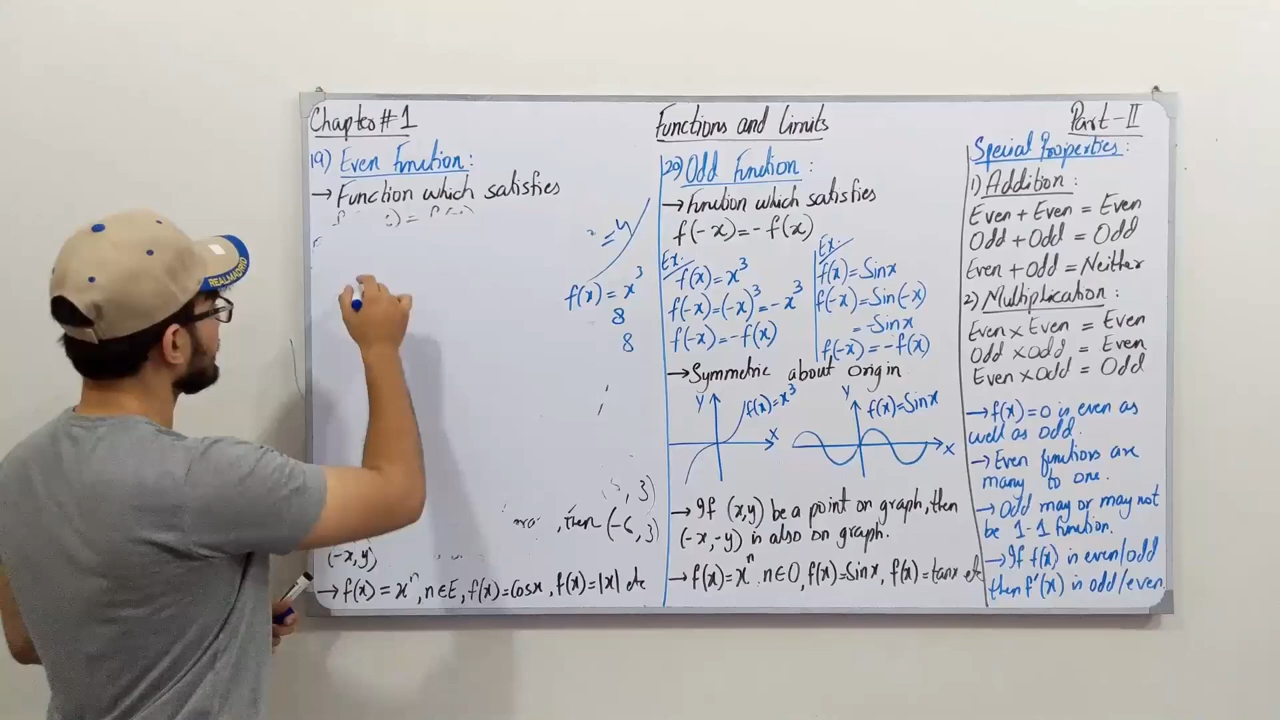 Chapter # 1
Functions and Limits
Part-II
19) Even Function:
→ Function which satisfies
f(x) = x³
8
8
, then (-6, 3)
(-x, y)
→ f(x) = xⁿ, n∈E, f(x) = Cosx, f(x) = |x| etc
20) Odd Function:
→ Function which satisfies
f(-x) = -f(x)
Ex:
f(x) = x³
f(-x) = (-x)³ = -x³
f(-x) = -f(x)
Ex:
f(x) = Sinx
f(-x) = Sin(-x)
= -Sinx
f(-x) = -f(x)
→ Symmetric about origin
Y
f(x)=x³
X
Y
f(x)=Sinx
X
→ If (x,y) be a point on graph, then
(-x,-y) is also on graph.
→ f(x) = xⁿ, n∈O, f(x)=Sinx, f(x)=tanx etc
Special Properties:
1) Addition:
Even + Even = Even
Odd + Odd = Odd
Even + Odd = Neither
2) Multiplication:
Even × Even = Even
Odd × Odd = Even
Even × Odd = Odd
→ f(x) = 0 is even as
well as odd.
→ Even functions are
many to one.
→ Odd may or may not
be 1-1 function.
→ If f(x) is even/odd
then f'(x) is odd/even.
REALMADRID